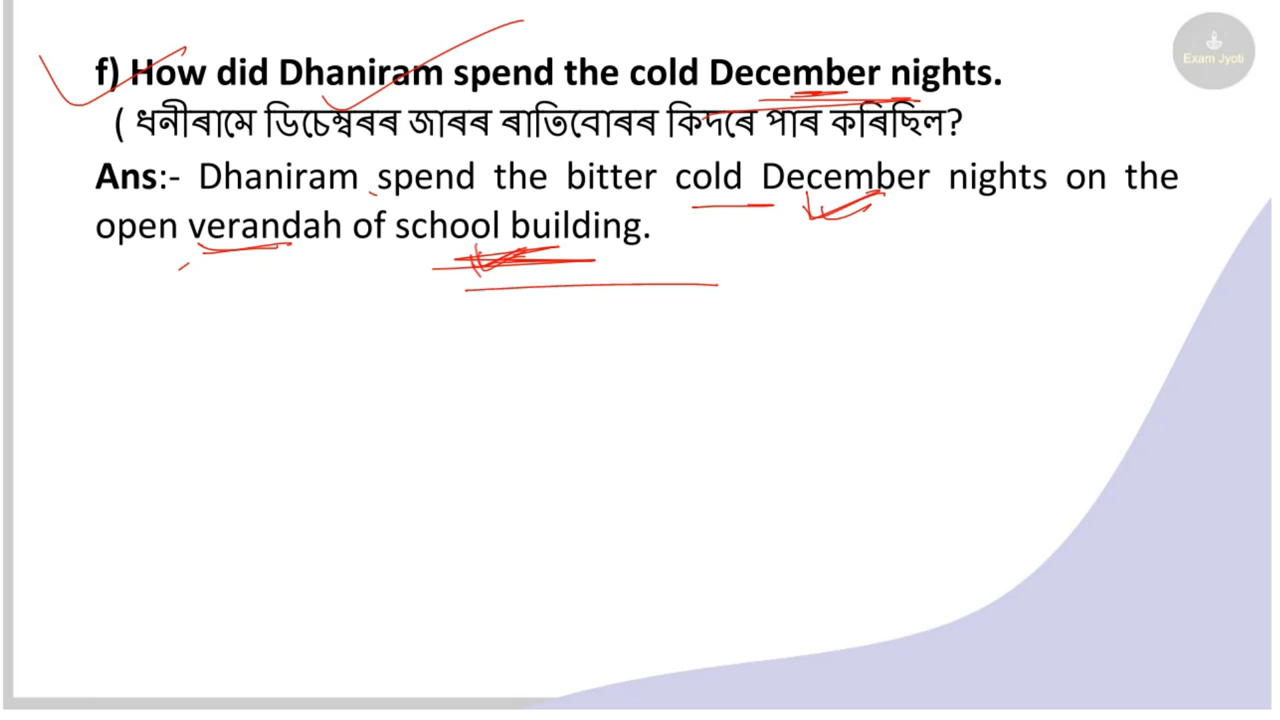 Exam Jyoti
f) How did Dhaniram spend the cold December nights.
( ধনীৰামে ডিচেম্বৰৰ জাৰৰ ৰাতিবোৰৰ কিদৰে পাৰ কৰিছিল?
Ans:- Dhaniram spend the bitter cold December nights on the
open verandah of school building.